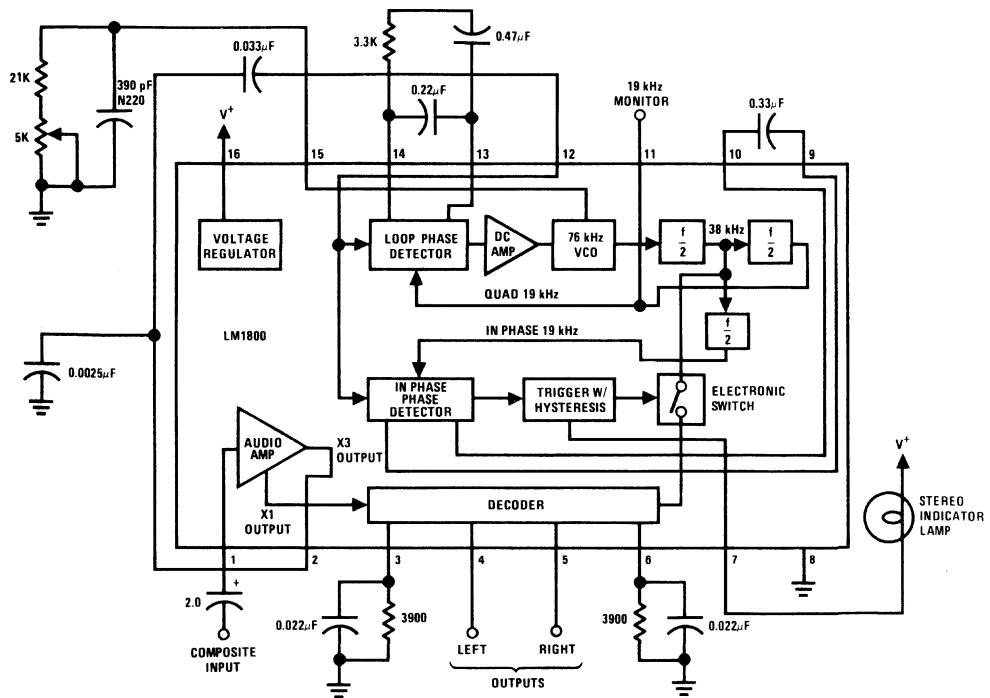 0.033µF
3.3K
0.47µF
21K
390 pF
N220
0.22µF
19 kHz
MONITOR
0.33µF
5K
V+
16
15
14
13
12
11
10
9
VOLTAGE
REGULATOR
LOOP PHASE
DETECTOR
DC
AMP
76 kHz
VCO
f
2
38 kHz
f
2
QUAD 19 kHz
f
2
IN PHASE 19 kHz
LM1800
0.0025µF
IN PHASE
PHASE
DETECTOR
TRIGGER W/
HYSTERESIS
ELECTRONIC
SWITCH
AUDIO
AMP
X3
OUTPUT
X1
OUTPUT
DECODER
V+
STEREO
INDICATOR
LAMP
1
2
3
4
5
6
7
8
2.0
+
COMPOSITE
INPUT
0.022µF
3900
LEFT
RIGHT
OUTPUTS
3900
0.022µF